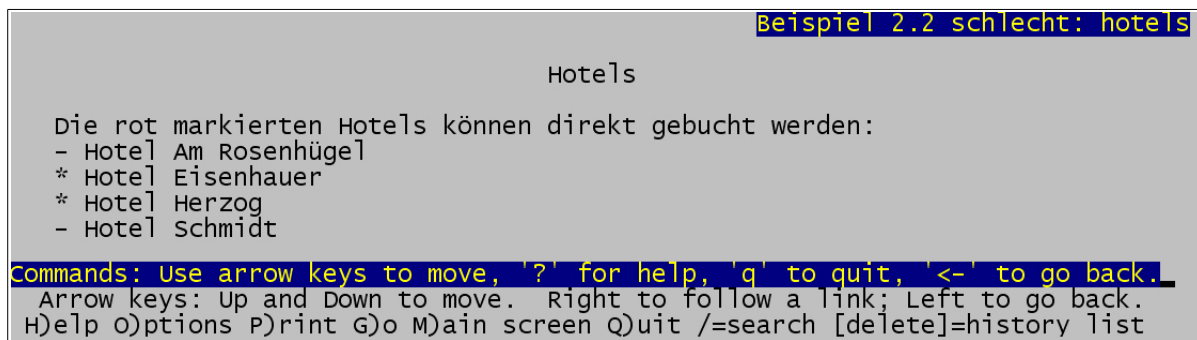 Beispiel 2.2 schlecht: hotels
Hotels
Die rot markierten Hotels können direkt gebucht werden:
- Hotel Am Rosenhügel
* Hotel Eisenhauer
* Hotel Herzog
- Hotel Schmidt
Commands: Use arrow keys to move, '?' for help, 'q' to quit, '<-' to go back.
Arrow keys: Up and Down to move. Right to follow a link; Left to go back.
H)elp O)ptions P)rint G)o M)ain screen Q)uit /=search [delete]=history list